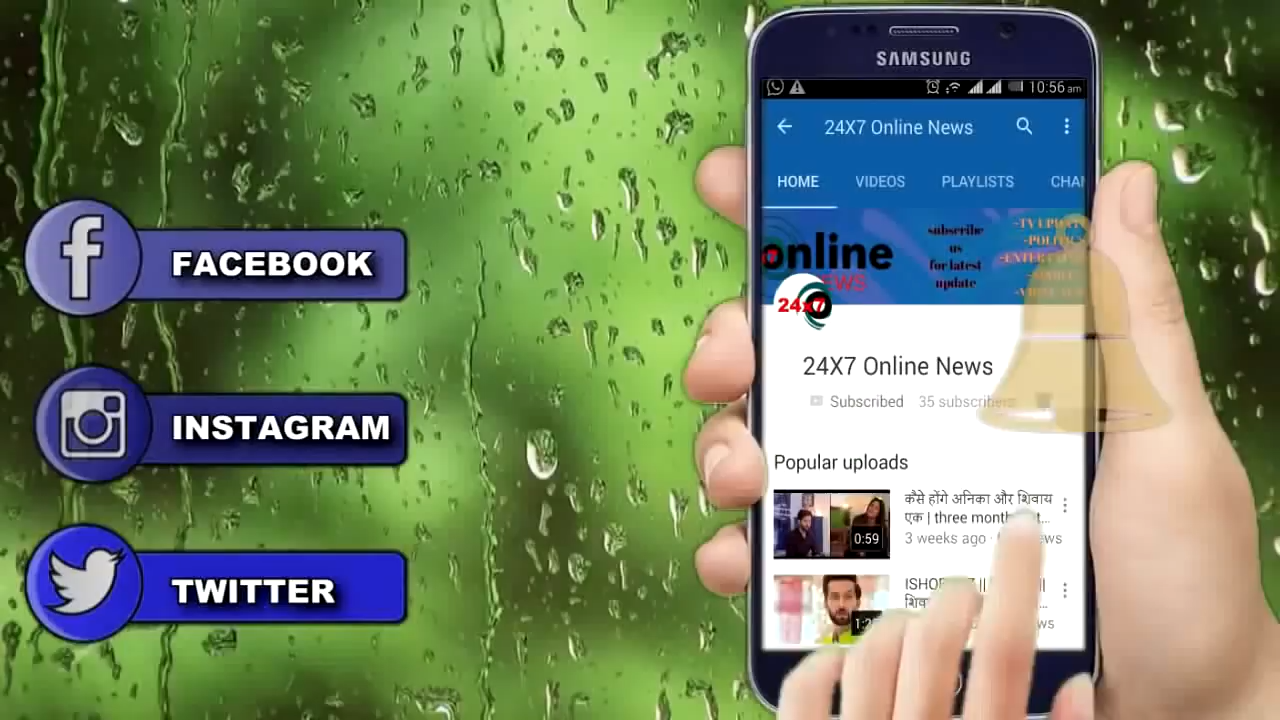 FACEBOOK
INSTAGRAM
TWITTER
SAMSUNG
10:56 am
24X7 Online News
HOME VIDEOS PLAYLISTS CHA
online
NEWS
subscribe
us
for latest
update
24x7
24X7 Online News
Subscribed 35 subscribers
Popular uploads
0:59
कैसे होंगे अनिका और शिवाय
एक | three month
3 weeks ago